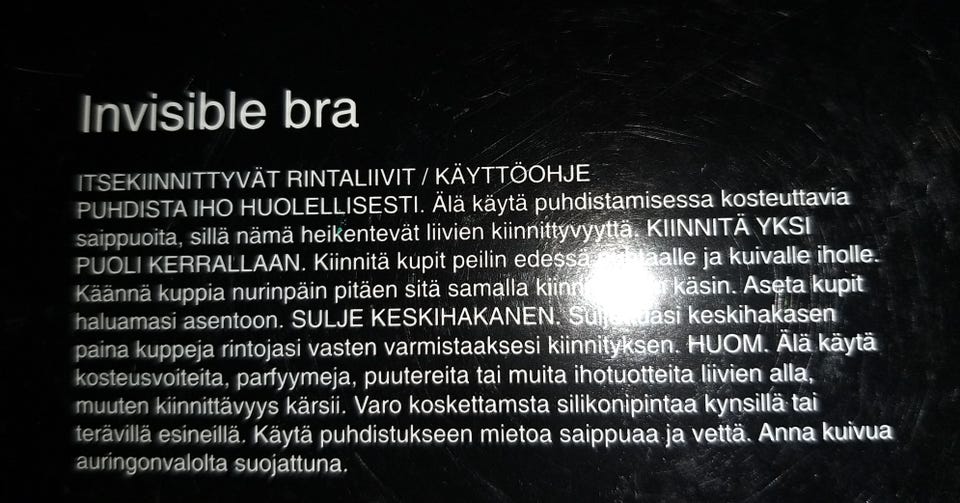 Invisible bra
ITSEKIINNITTYVÄT RINTALIIVIT / KÄYTTÖOHJE
PUHDISTA IHO HUOLELLISESTI. Älä käytä puhdistamisessa kosteuttavia
saippuoita, sillä nämä heikentevät liivien kiinnittyvyyttä. KIINNITÄ YKSI
PUOLI KERRALLAAN. Kiinnitä kupit peilin edessä ja kuivalle iholle.
Käännä kuppia nurinpäin pitäen sitä samalla käsin. Aseta kupit
haluamasi asentoon. SULJE KESKIHAKANEN. keskihakasen
paina kuppeja rintojasi vasten varmistaaksesi kiinnityksen. HUOM. Älä käytä
kosteusvoiteita, parfyymejä, puutereita tai muita ihotuotteita liivien alla,
muuten kiinnittävyys kärsii. Varo koskettamsta silikonipintaa kynsillä tai
terävillä esineillä. Käytä puhdistukseen mietoa saippuaa ja vettä. Anna kuivua
auringonvalolta suojattuna.